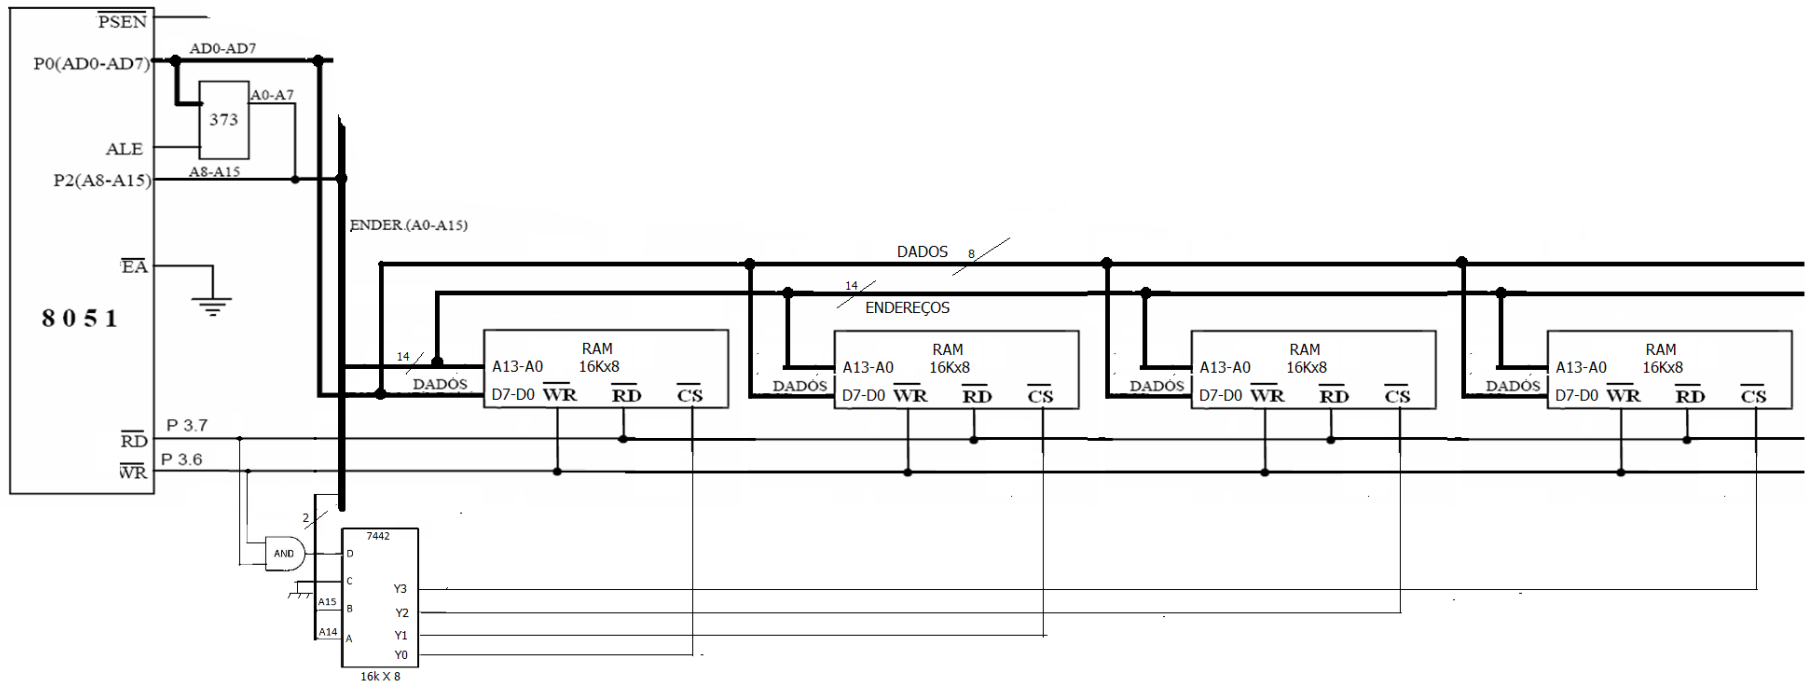 PSEN
AD0-AD7
P0(AD0-AD7)
A0-A7
373
ALE
A8-A15
P2(A8-A15)
ENDER.(A0-A15)
EA
8051
DADOS 8
14
ENDEREÇOS
14
DADOS
RAM
16Kx8
A13-A0
D7-D0 WR RD CS
DADOS
RAM
16Kx8
A13-A0
D7-D0 WR RD CS
DADOS
RAM
16Kx8
A13-A0
D7-D0 WR RD CS
DADOS
RAM
16Kx8
A13-A0
D7-D0 WR RD CS
P 3.7
RD
P 3.6
WR
2
7442
AND
D
C
A15
B
A14
A
Y3
Y2
Y1
Y0
16k X 8